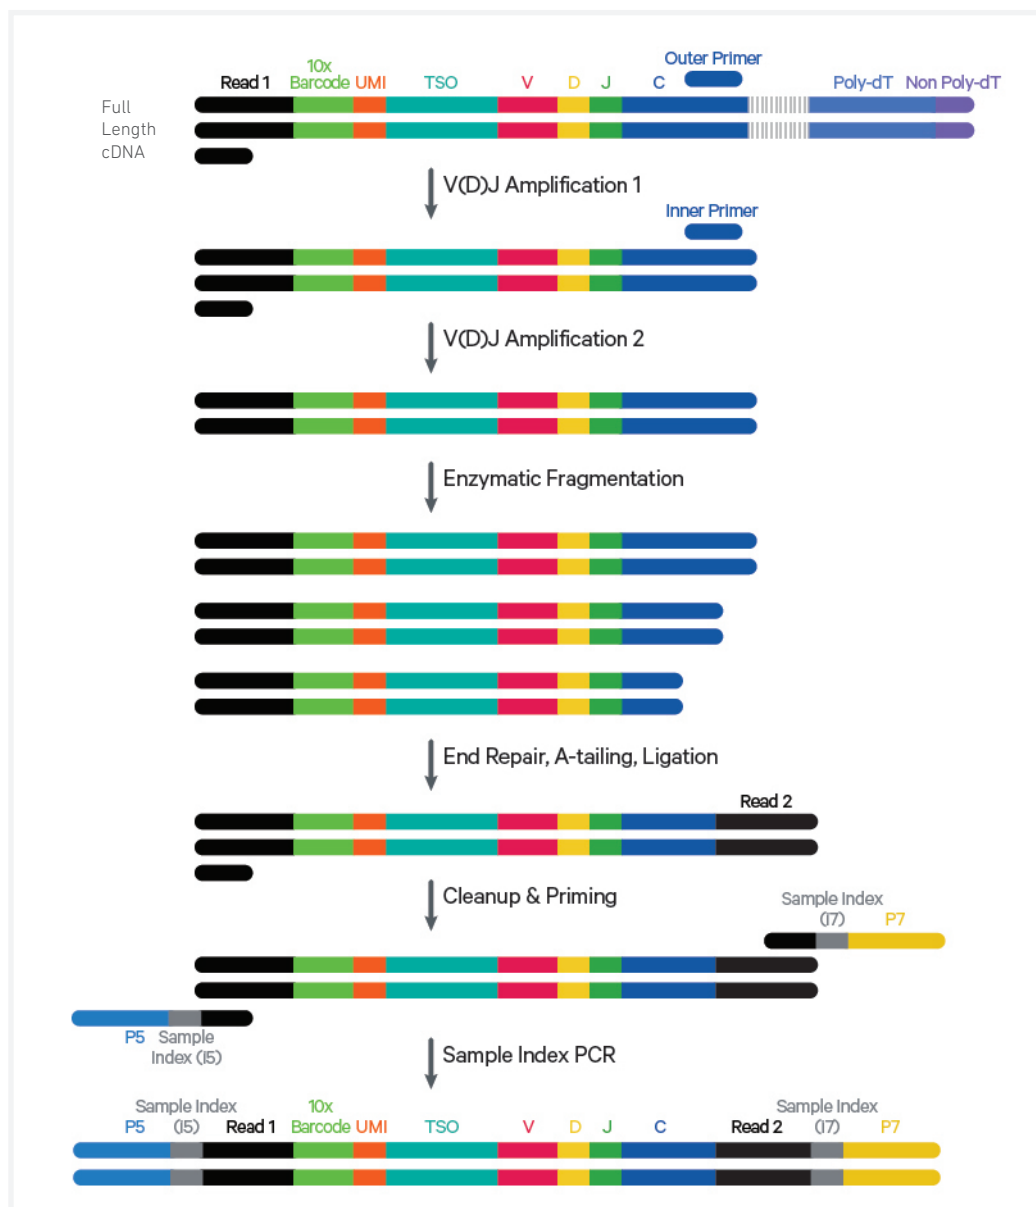 Outer Primer
Read 1 10x Barcode UMI TSO V D J C Poly-dT Non Poly-dT
Full
Length
cDNA
V(D)J Amplification 1
Inner Primer
V(D)J Amplification 2
Enzymatic Fragmentation
End Repair, A-tailing, Ligation
Read 2
Cleanup & Priming
Sample Index
(I7) P7
P5 Sample
Index (I5)
Sample Index PCR
Sample Index 10x Sample Index
P5 (I5) Read 1 Barcode UMI TSO V D J C Read 2 (I7) P7